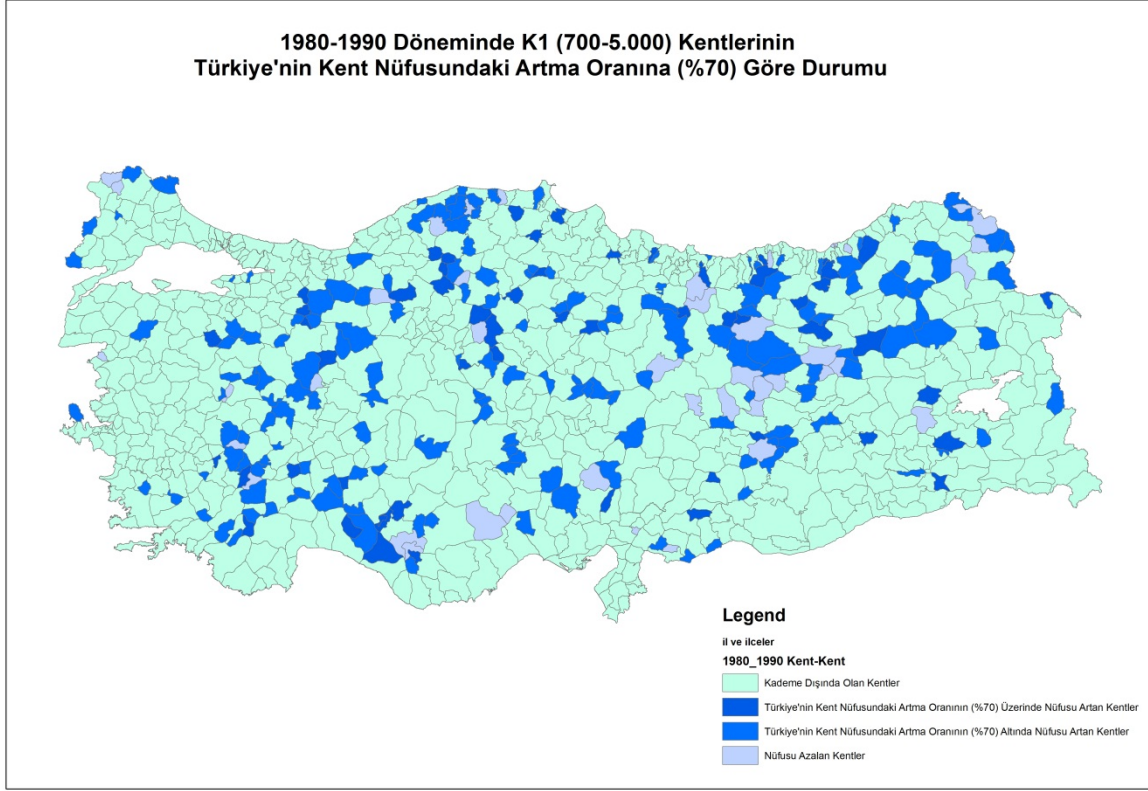 1980-1990 Döneminde K1 (700-5.000) Kentlerinin
Türkiye'nin Kent Nüfusundaki Artma Oranına (%70) Göre Durumu
Legend
il ve ilceler
1980_1990 Kent-Kent
Kademe Dışında Olan Kentler
Türkiye'nin Kent Nüfusundaki Artma Oranının (%70) Üzerinde Nüfusu Artan Kentler
Türkiye'nin Kent Nüfusundaki Artma Oranının (%70) Altında Nüfusu Artan Kentler
Nüfusu Azalan Kentler